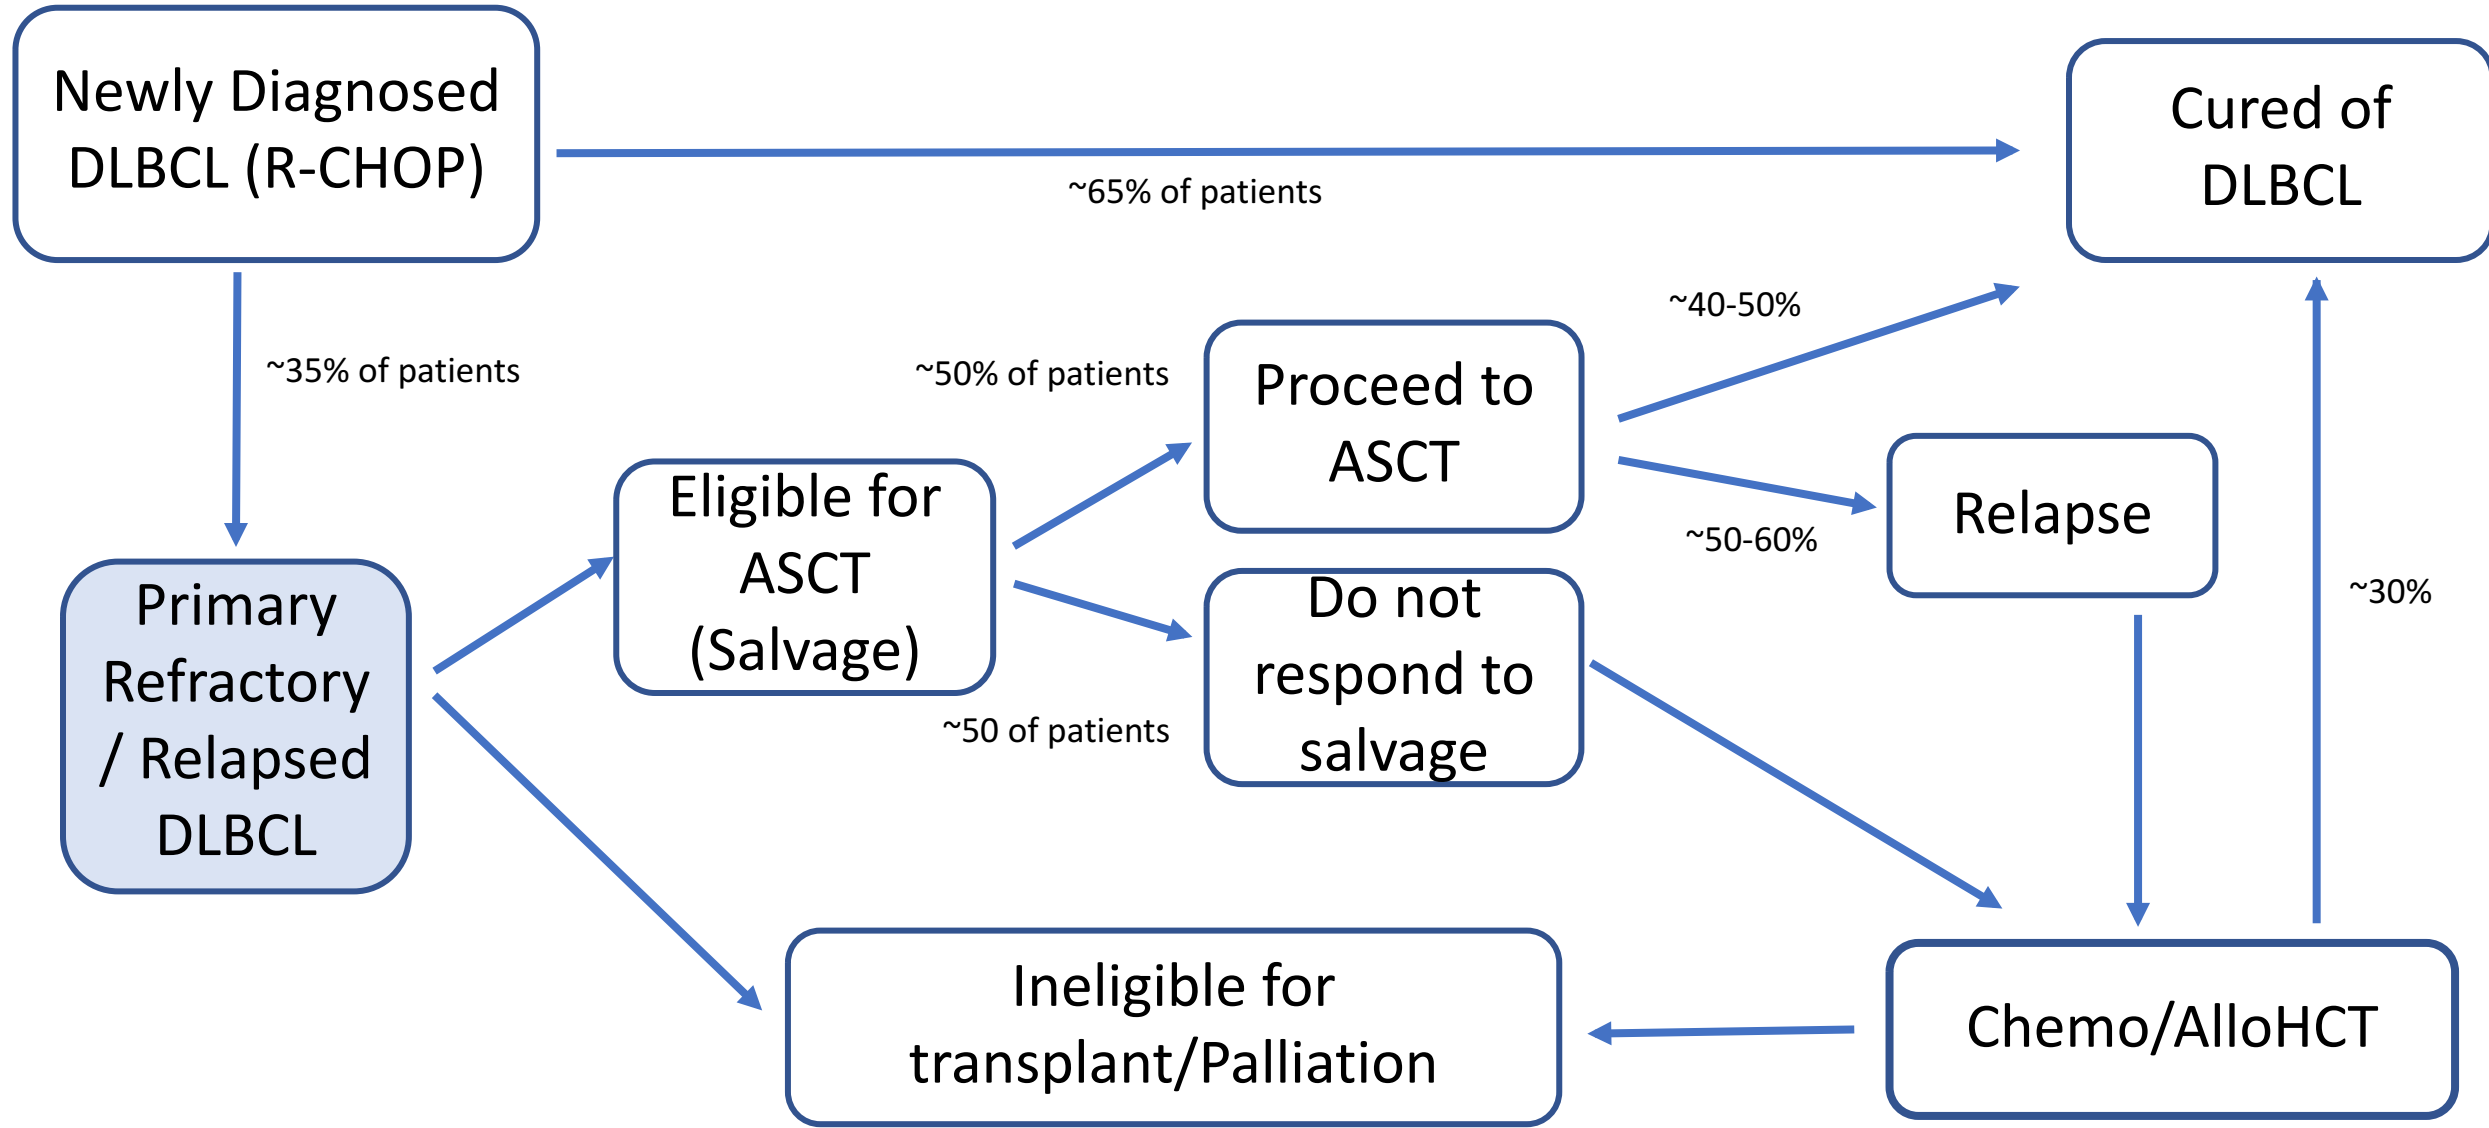 Newly Diagnosed
DLBCL (R-CHOP)
~65% of patients
Cured of
DLBCL
~35% of patients
Primary
Refractory
/ Relapsed
DLBCL
Eligible for
ASCT
(Salvage)
~50% of patients
Proceed to
ASCT
~40-50%
~50-60%
Relapse
~50 of patients
Do not
respond to
salvage
~30%
Ineligible for
transplant/Palliation
Chemo/AlloHCT